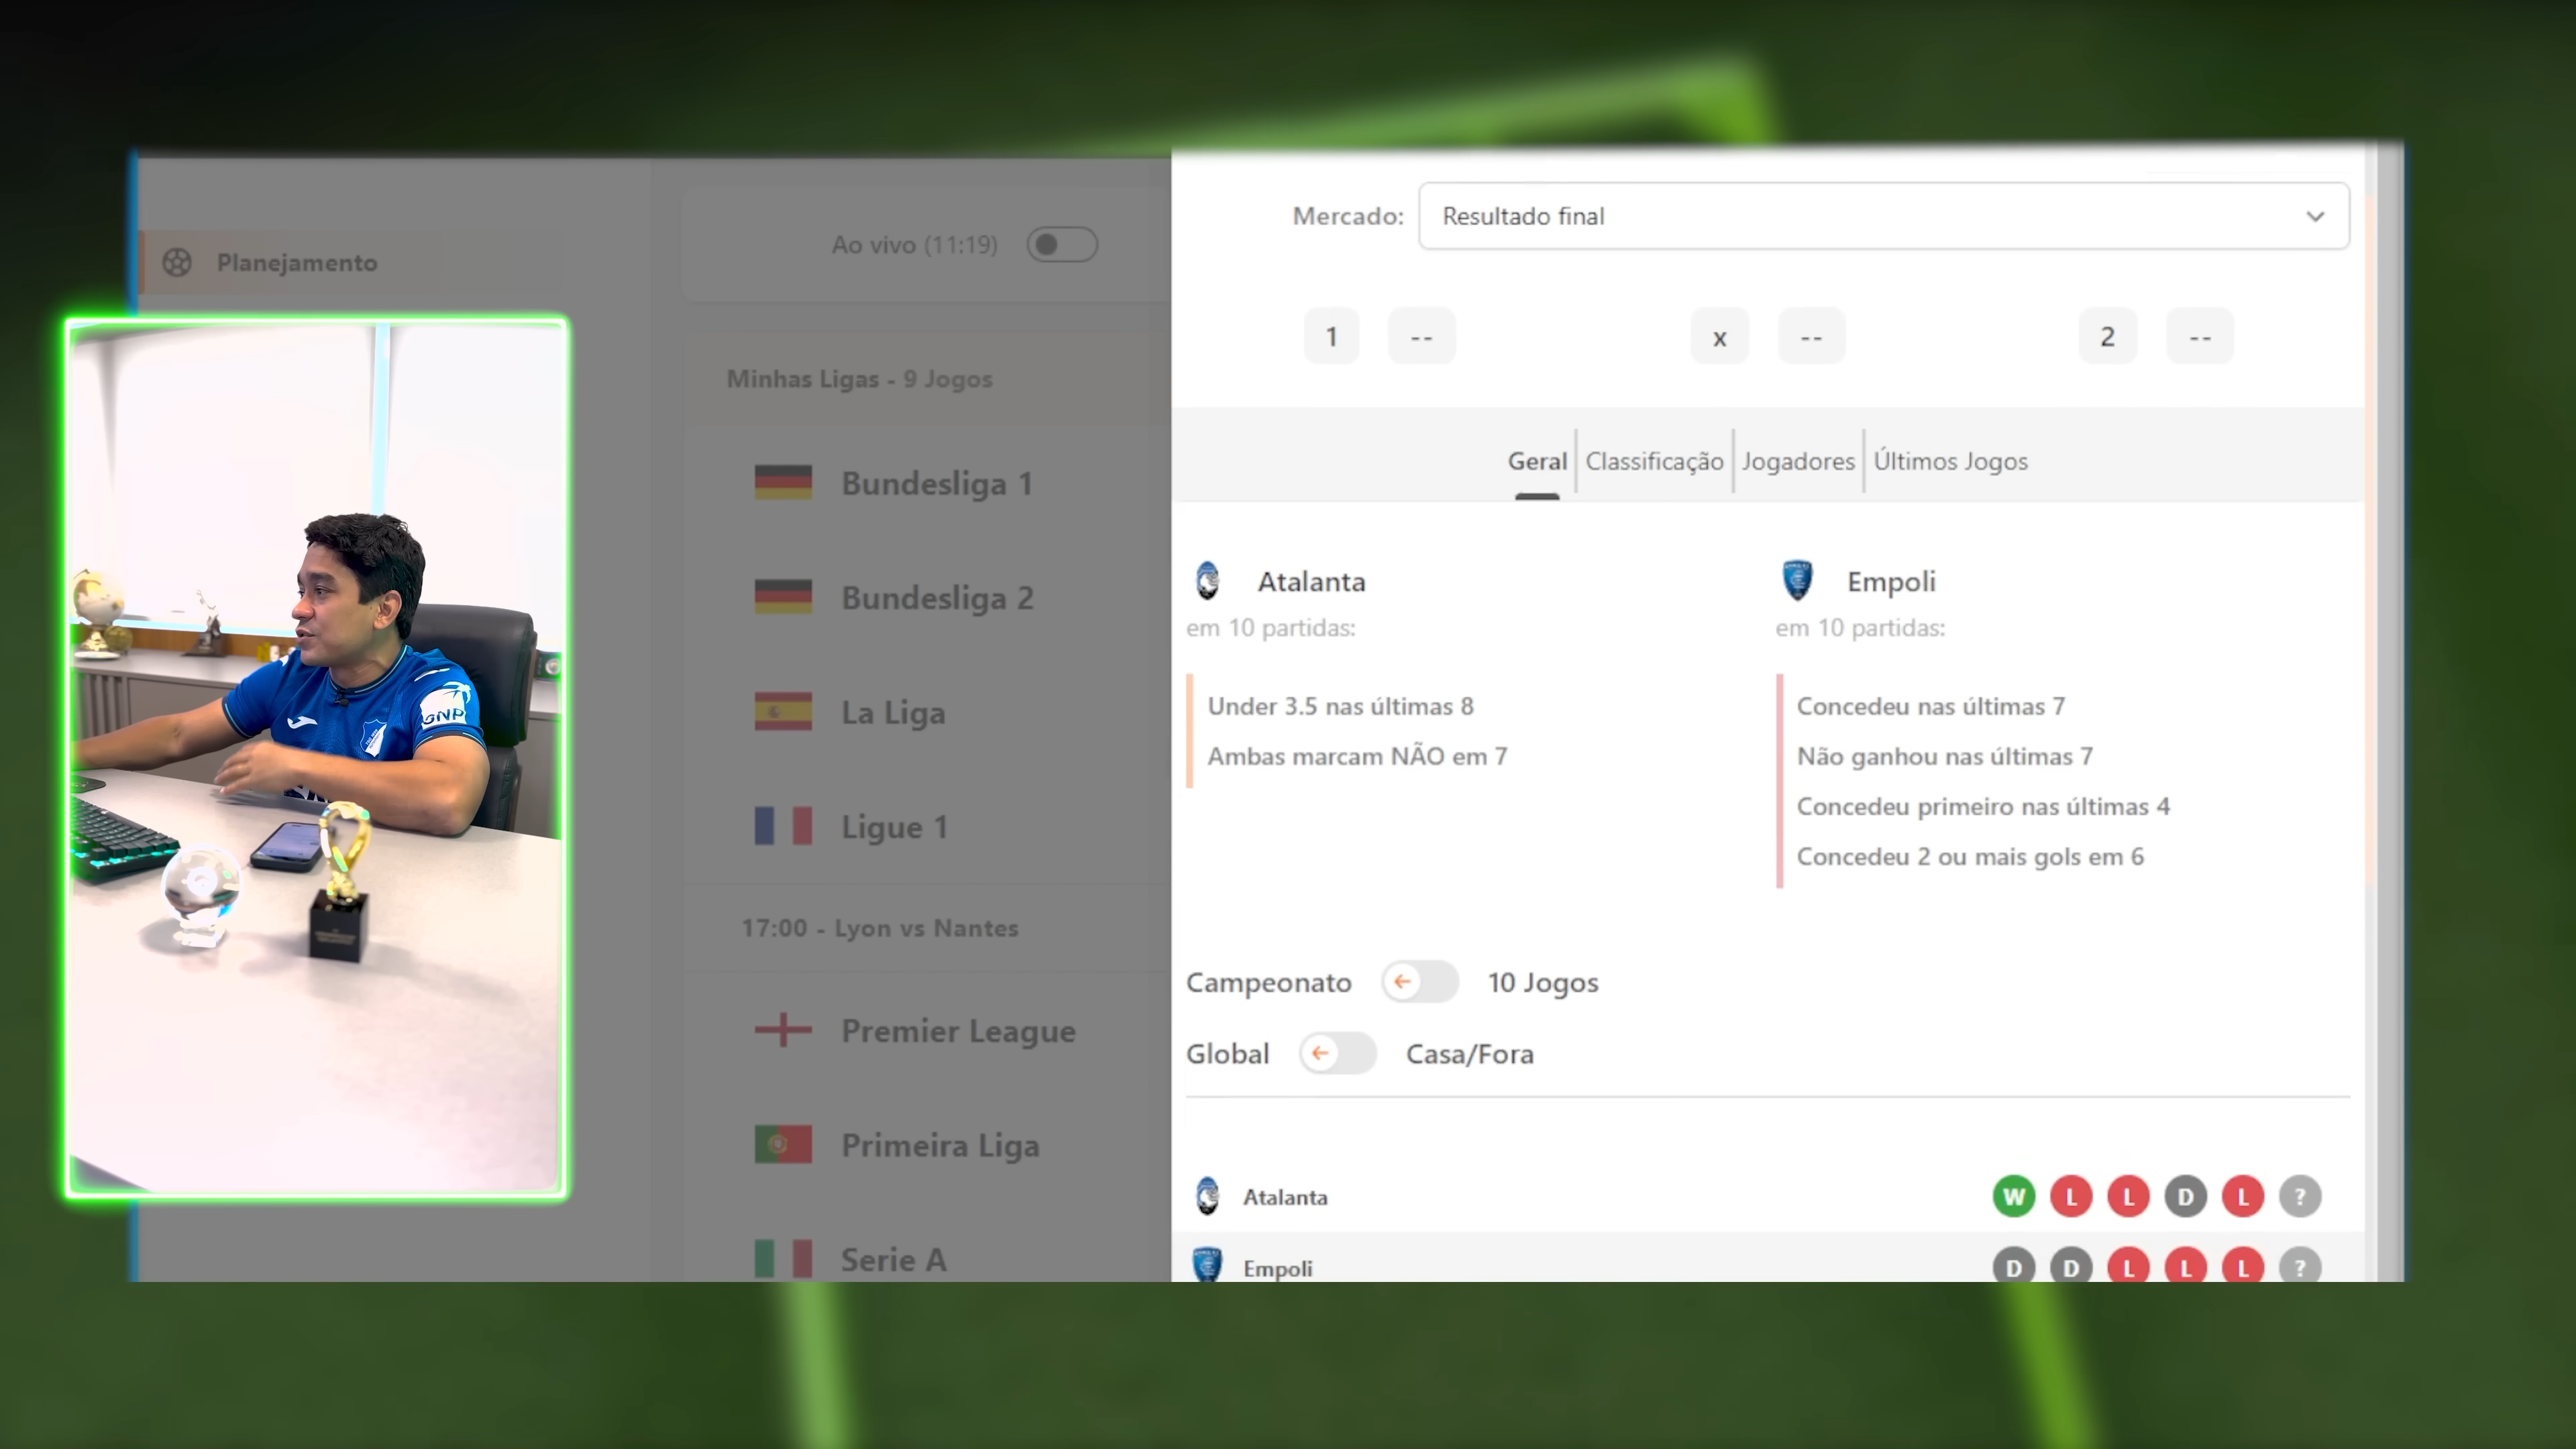 Planejamento
Ao vivo (11:19)
Minhas Ligas - 9 Jogos
Bundesliga 1
Bundesliga 2
La Liga
Ligue 1
17:00 - Lyon vs Nantes
Premier League
Primeira Liga
Serie A
Mercado: Resultado final
1 -- x -- 2 --
Geral Classificação Jogadores Últimos Jogos
Atalanta
em 10 partidas:
Under 3.5 nas últimas 8
Ambas marcam NÃO em 7
Empoli
em 10 partidas:
Concedeu nas últimas 7
Não ganhou nas últimas 7
Concedeu primeiro nas últimas 4
Concedeu 2 ou mais gols em 6
Campeonato 10 Jogos
Global Casa/Fora
Atalanta W L L D L ?
Empoli D D L L L ?
GNP